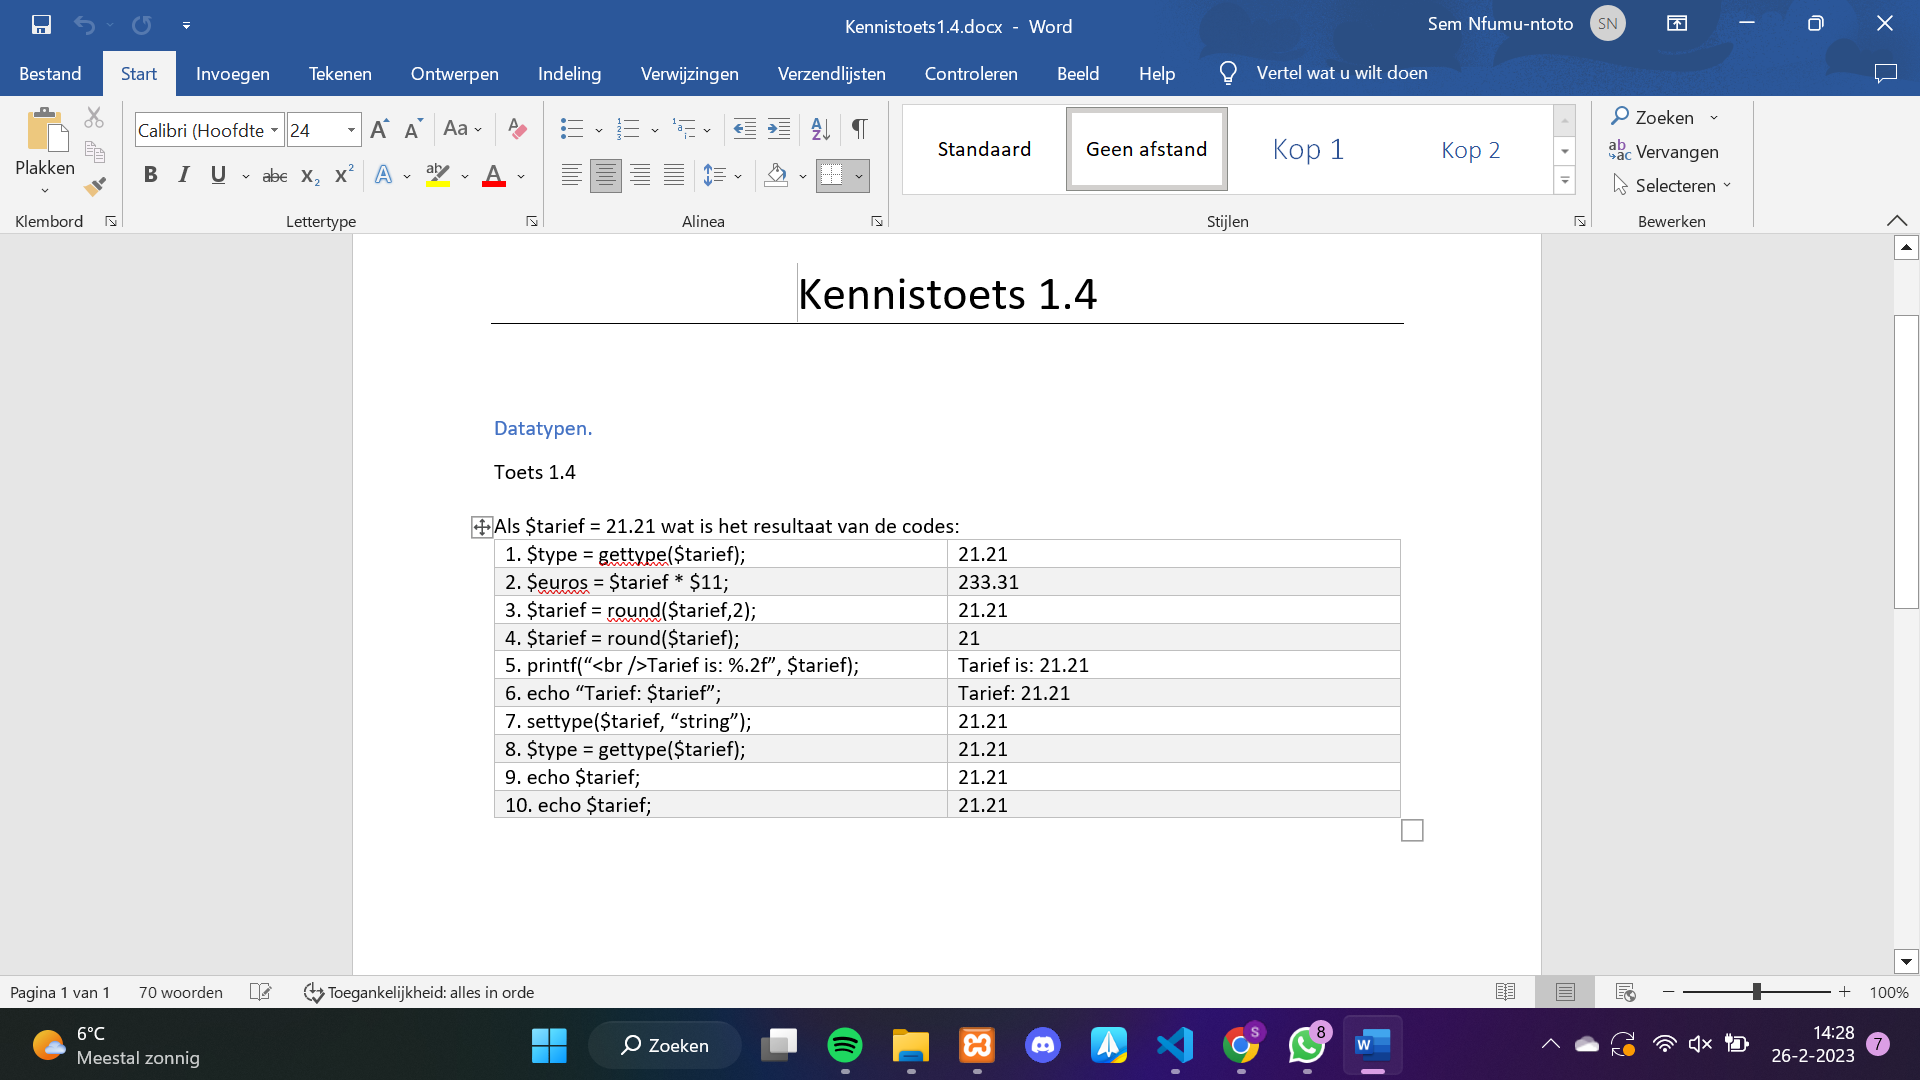 Kennistoets1.4.docx - Word
Sem Nfumu-ntoto SN
Bestand Start Invoegen Tekenen Ontwerpen Indeling Verwijzingen Verzendlijsten Controleren Beeld Help Vertel wat u wilt doen
Plakken
Klembord
Calibri (Hoofdte 24
Lettertype
Alinea
Standaard Geen afstand Kop 1 Kop 2
Stijlen
Zoeken
Vervangen
Selecteren
Bewerken
Kennistoets 1.4
Datatypen.
Toets 1.4
Als $tarief = 21.21 wat is het resultaat van de codes:
1. $type = gettype($tarief); 21.21
2. $euros = $tarief * $11; 233.31
3. $tarief = round($tarief,2); 21.21
4. $tarief = round($tarief); 21
5. printf(“<br />Tarief is: %.2f”, $tarief); Tarief is: 21.21
6. echo “Tarief: $tarief”; Tarief: 21.21
7. settype($tarief, “string”); 21.21
8. $type = gettype($tarief); 21.21
9. echo $tarief; 21.21
10. echo $tarief; 21.21
Pagina 1 van 1 70 woorden Toegankelijkheid: alles in orde 100%
6°C
Meestal zonnig
Zoeken
S
8
W
14:28
26-2-2023
7